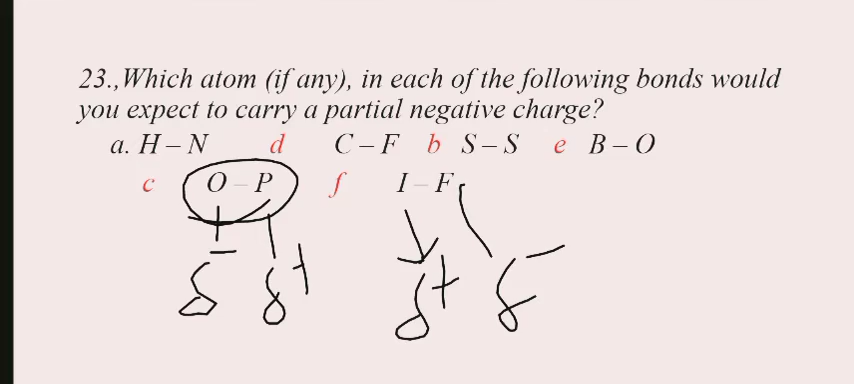 23.,Which atom (if any), in each of the following bonds would
you expect to carry a partial negative charge?
a. H – N d C – F b S – S e B – O
c O – P f I – F
δ- δ+ δ+ δ-